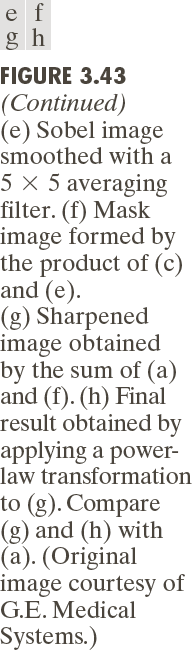 e f
g h
FIGURE 3.43
(Continued)
(e) Sobel image
smoothed with a
5 × 5 averaging
filter. (f) Mask
image formed by
the product of (c)
and (e).
(g) Sharpened
image obtained
by the sum of (a)
and (f). (h) Final
result obtained by
applying a power-
law transformation
to (g). Compare
(g) and (h) with
(a). (Original
image courtesy of
G.E. Medical
Systems.)